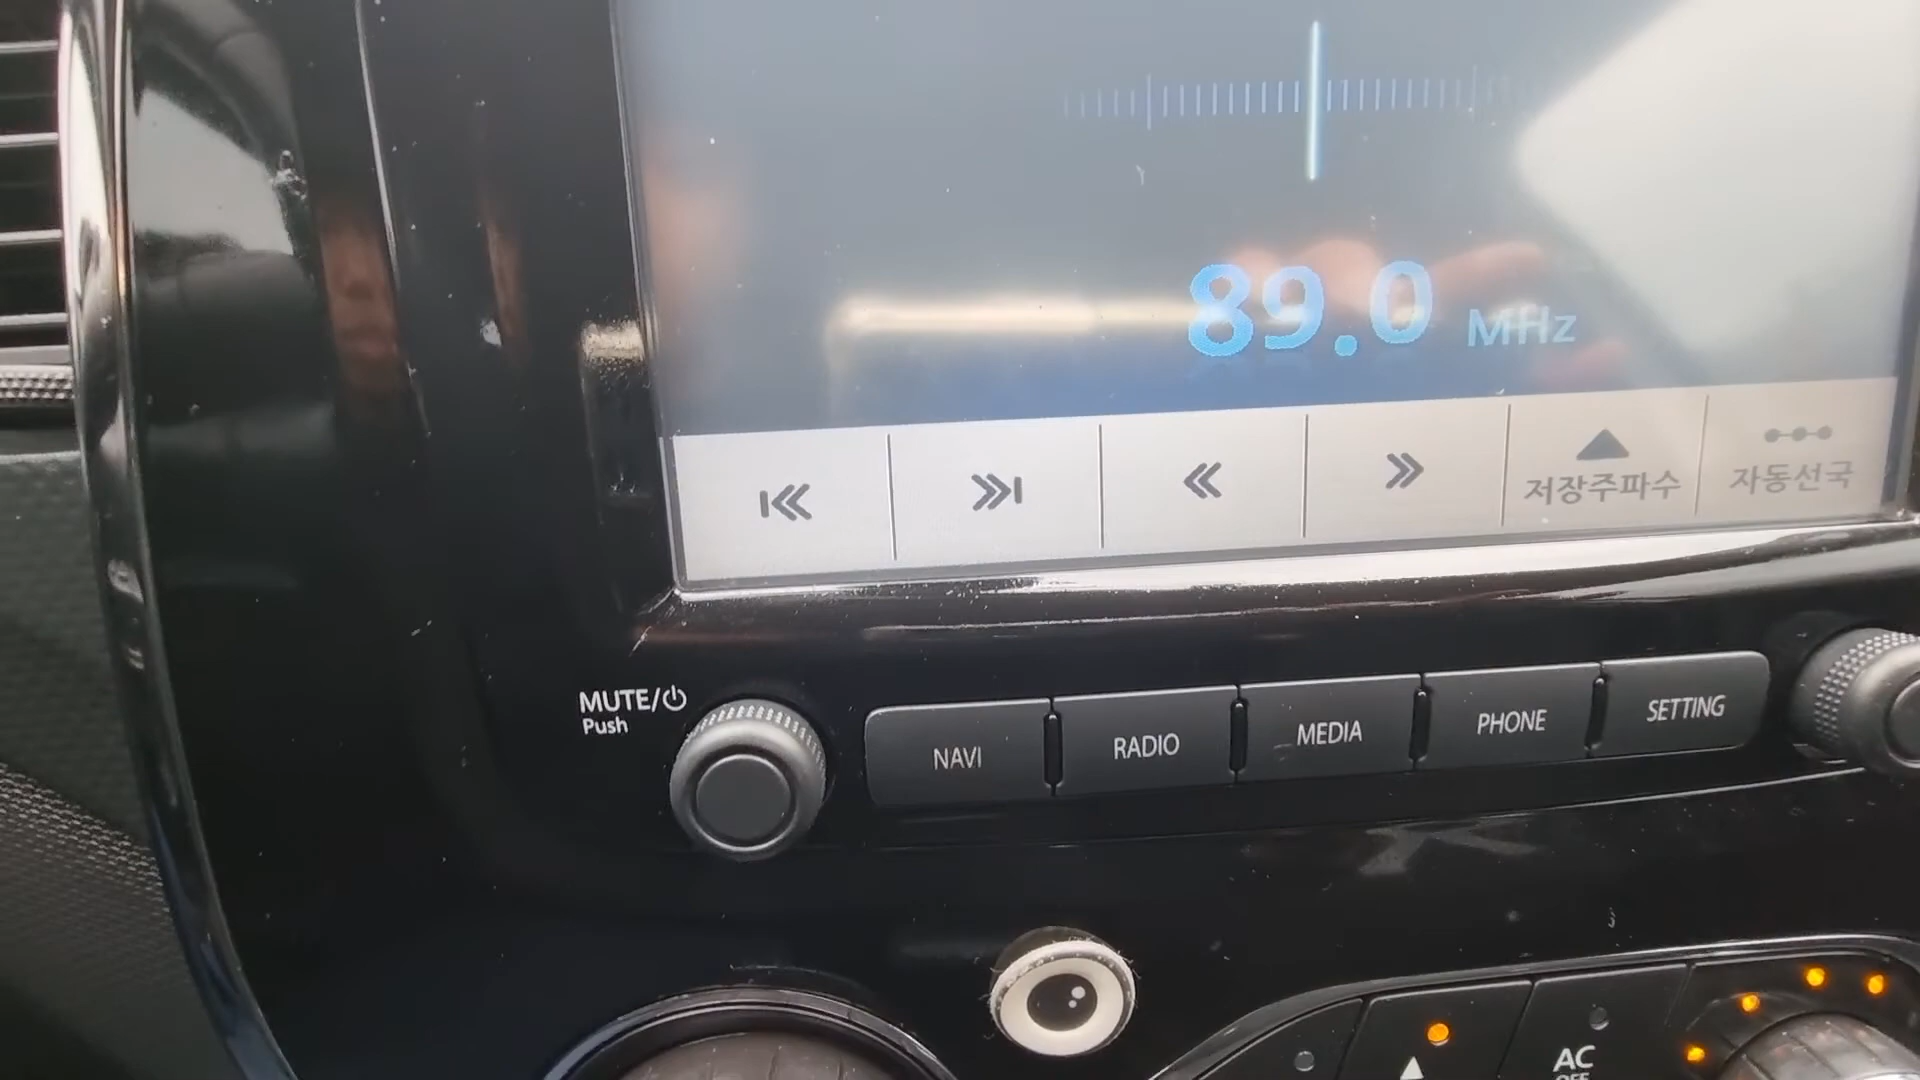 89.0 MHz
저장주파수
자동선국
MUTE/
Push
NAVI
RADIO
MEDIA
PHONE
SETTING
AC
OFF